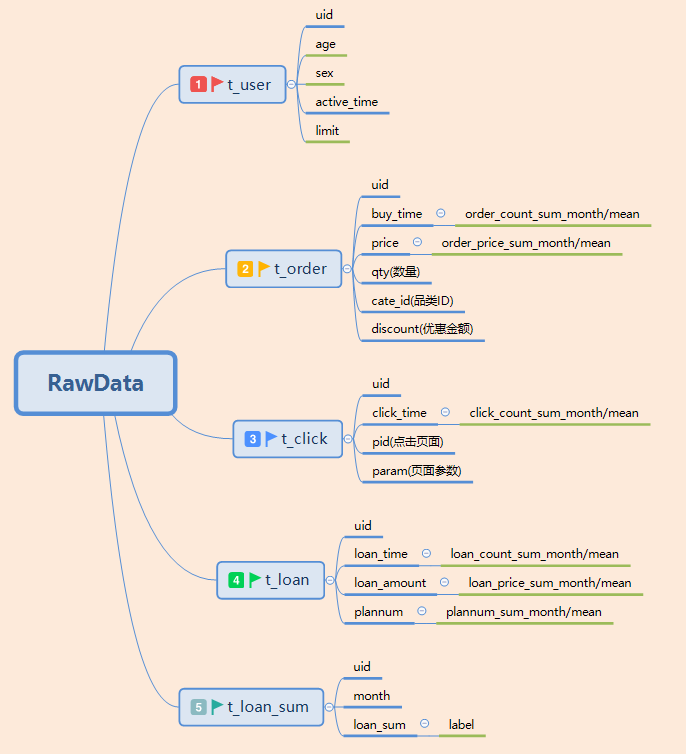 RawData
1 t_user
uid
age
sex
active_time
limit
2 t_order
uid
buy_time order_count_sum_month/mean
price order_price_sum_month/mean
qty(数量)
cate_id(品类ID)
discount(优惠金额)
3 t_click
uid
click_time click_count_sum_month/mean
pid(点击页面)
param(页面参数)
4 t_loan
uid
loan_time loan_count_sum_month/mean
loan_amount loan_price_sum_month/mean
plannum plannum_sum_month/mean
5 t_loan_sum
uid
month
loan_sum label